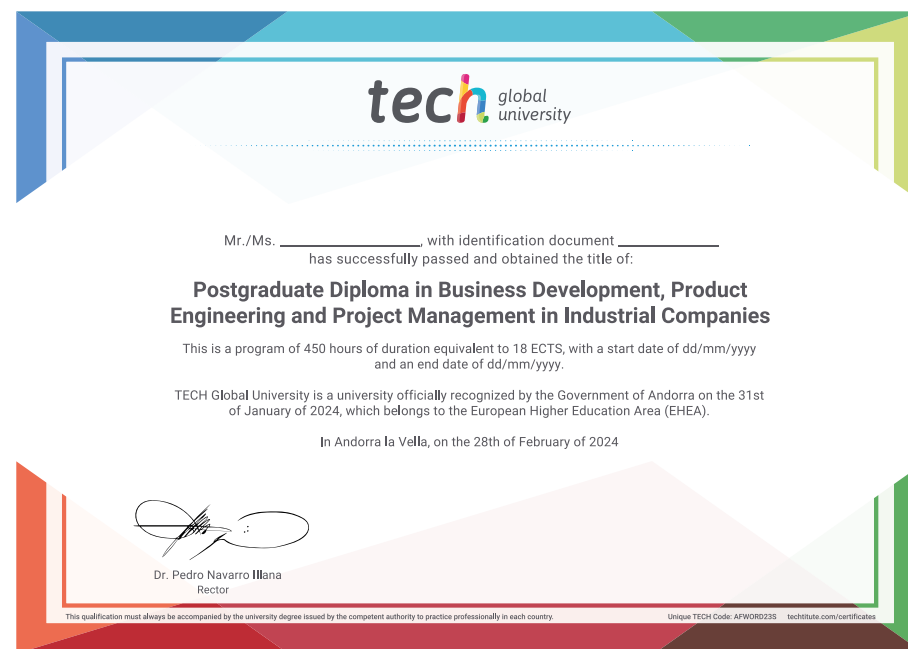 tech global
university
Mr./Ms. ____________, with identification document ____________
has successfully passed and obtained the title of:
Postgraduate Diploma in Business Development, Product
Engineering and Project Management in Industrial Companies
This is a program of 450 hours of duration equivalent to 18 ECTS, with a start date of dd/mm/yyyy
and an end date of dd/mm/yyyy.
TECH Global University is a university officially recognized by the Government of Andorra on the 31st
of January of 2024, which belongs to the European Higher Education Area (EHEA).
In Andorra la Vella, on the 28th of February of 2024
Dr. Pedro Navarro Illana
Rector
This qualification must always be accompanied by the university degree issued by the competent authority to practice professionally in each country.
Unique TECH Code: AFWORD23S techtitute.com/certificates